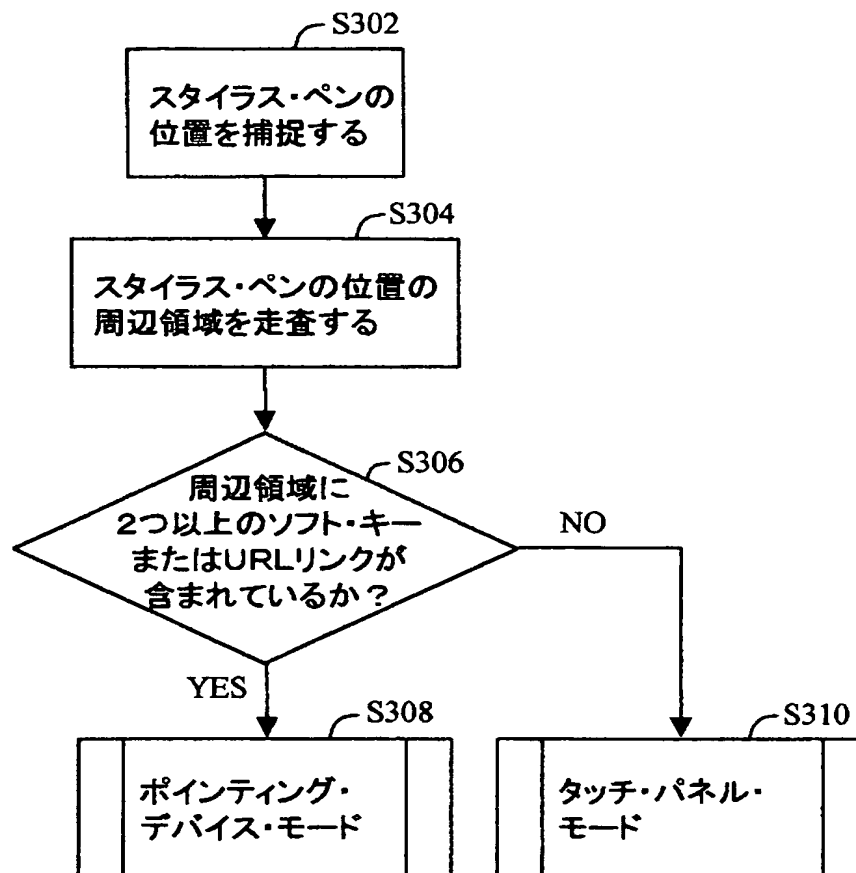 S302
スタイラス・ペンの
位置を捕捉する
S304
スタイラス・ペンの位置の
周辺領域を走査する
S306
周辺領域に
2つ以上のソフト・キー
またはURLリンクが
含まれているか？
NO
YES
S308
ポインティング・
デバイス・モード
S310
タッチ・パネル・
モード